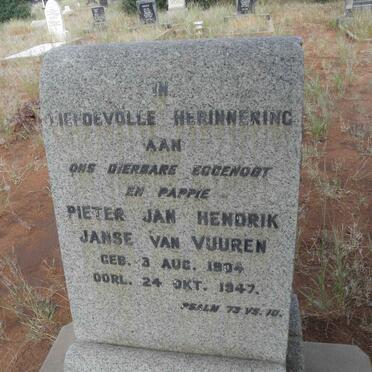 IN
LIEFDEVOLLE HERINNERING
AAN
ONS DIERBARE EGGENOOT
EN PAPPIE
PIETER JAN HENDRIK
JANSE VAN VUUREN
GEB. 3 AUG. 1904
OORL. 24 OKT. 1947.
PSALM 73 VS. 10.